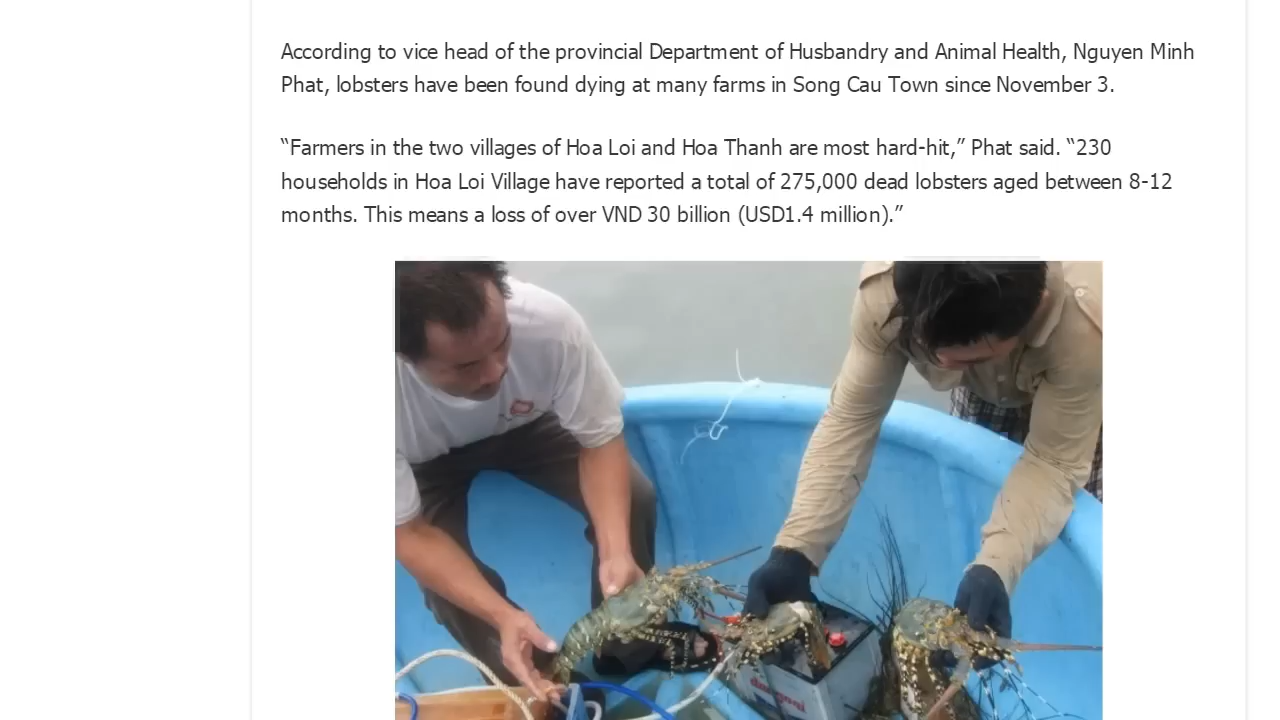 According to vice head of the provincial Department of Husbandry and Animal Health, Nguyen Minh
Phat, lobsters have been found dying at many farms in Song Cau Town since November 3.
“Farmers in the two villages of Hoa Loi and Hoa Thanh are most hard-hit,” Phat said. “230
households in Hoa Loi Village have reported a total of 275,000 dead lobsters aged between 8-12
months. This means a loss of over VND 30 billion (USD1.4 million).”